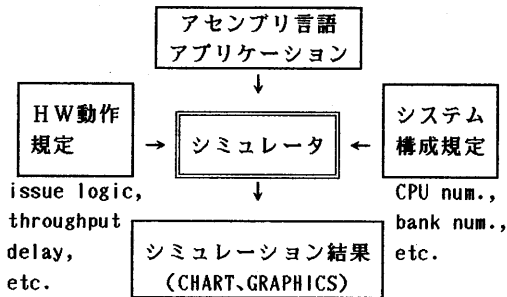 アセンブリ言語
アプリケーション
↓
HW動作
規定
→
シミュレータ
←
システム
構成規定
issue logic,
throughput
delay,
etc.
↓
CPU num.,
bank num.,
etc.
シミュレーション結果
(CHART、GRAPHICS)